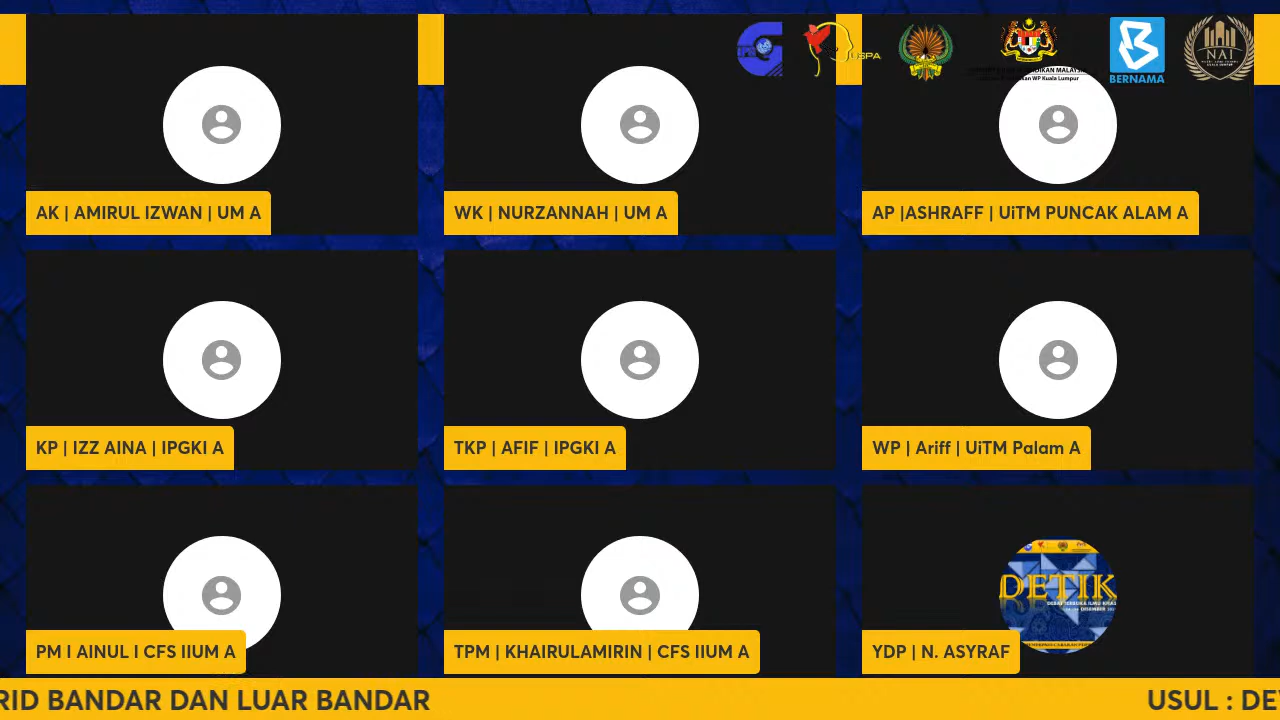 USPA
BERNAMA
NAI
AK | AMIRUL IZWAN | UM A
WK | NURZANNAH | UM A
AP |ASHRAFF | UiTM PUNCAK ALAM A
KP | IZZ AINA | IPGKI A
TKP | AFIF | IPGKI A
WP | Ariff | UiTM Palam A
DETIK
PM I AINUL I CFS IIUM A
TPM | KHAIRULAMIRIN | CFS IIUM A
YDP | N. ASYRAF
RID BANDAR DAN LUAR BANDAR
USUL : DE